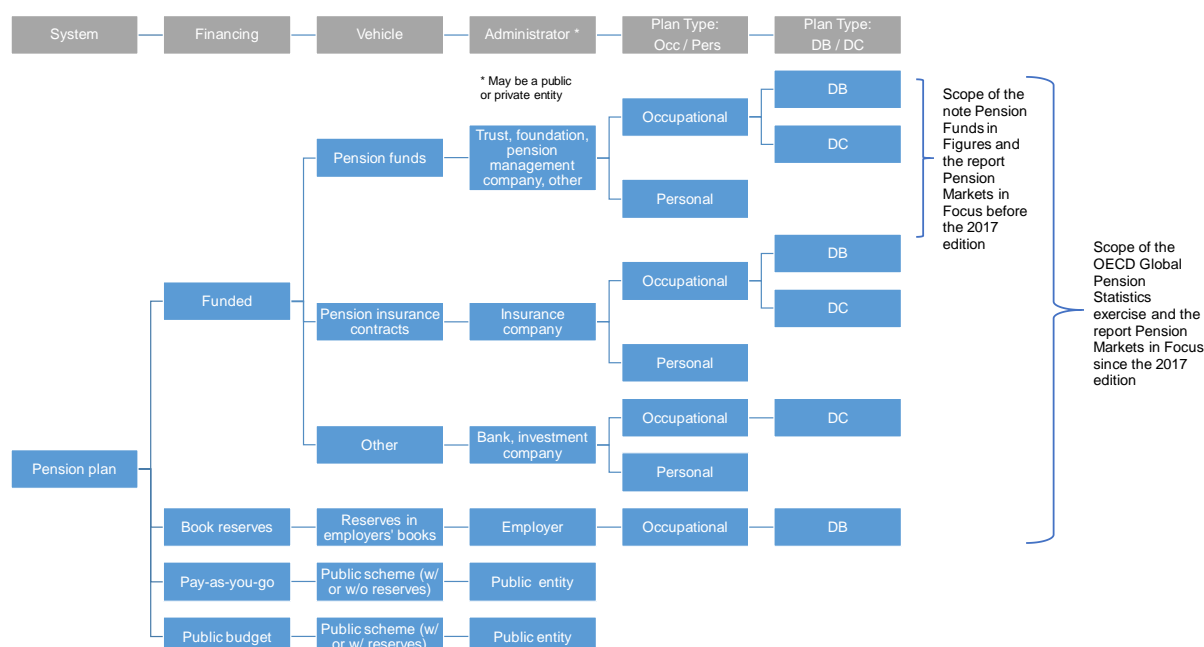 System
Financing
Vehicle
Administrator *
Plan Type:
Occ / Pers
Plan Type:
DB / DC
* May be a public
or private entity
Pension plan
Funded
Pension funds
Trust, foundation,
pension
management
company, other
Occupational
DB
DC
Personal
Pension insurance
contracts
Insurance
company
Occupational
DB
DC
Personal
Other
Bank, investment
company
Occupational
DC
Personal
Book reserves
Reserves in
employers' books
Employer
Occupational
DB
Pay-as-you-go
Public scheme (w/
or w/o reserves)
Public entity
Public budget
Public scheme (w/
or w/ reserves)
Public entity
Scope of the
note Pension
Funds in
Figures and
the report
Pension
Markets in
Focus before
the 2017
edition
Scope of the
OECD Global
Pension
Statistics
exercise and the
report Pension
Markets in Focus
since the 2017
edition